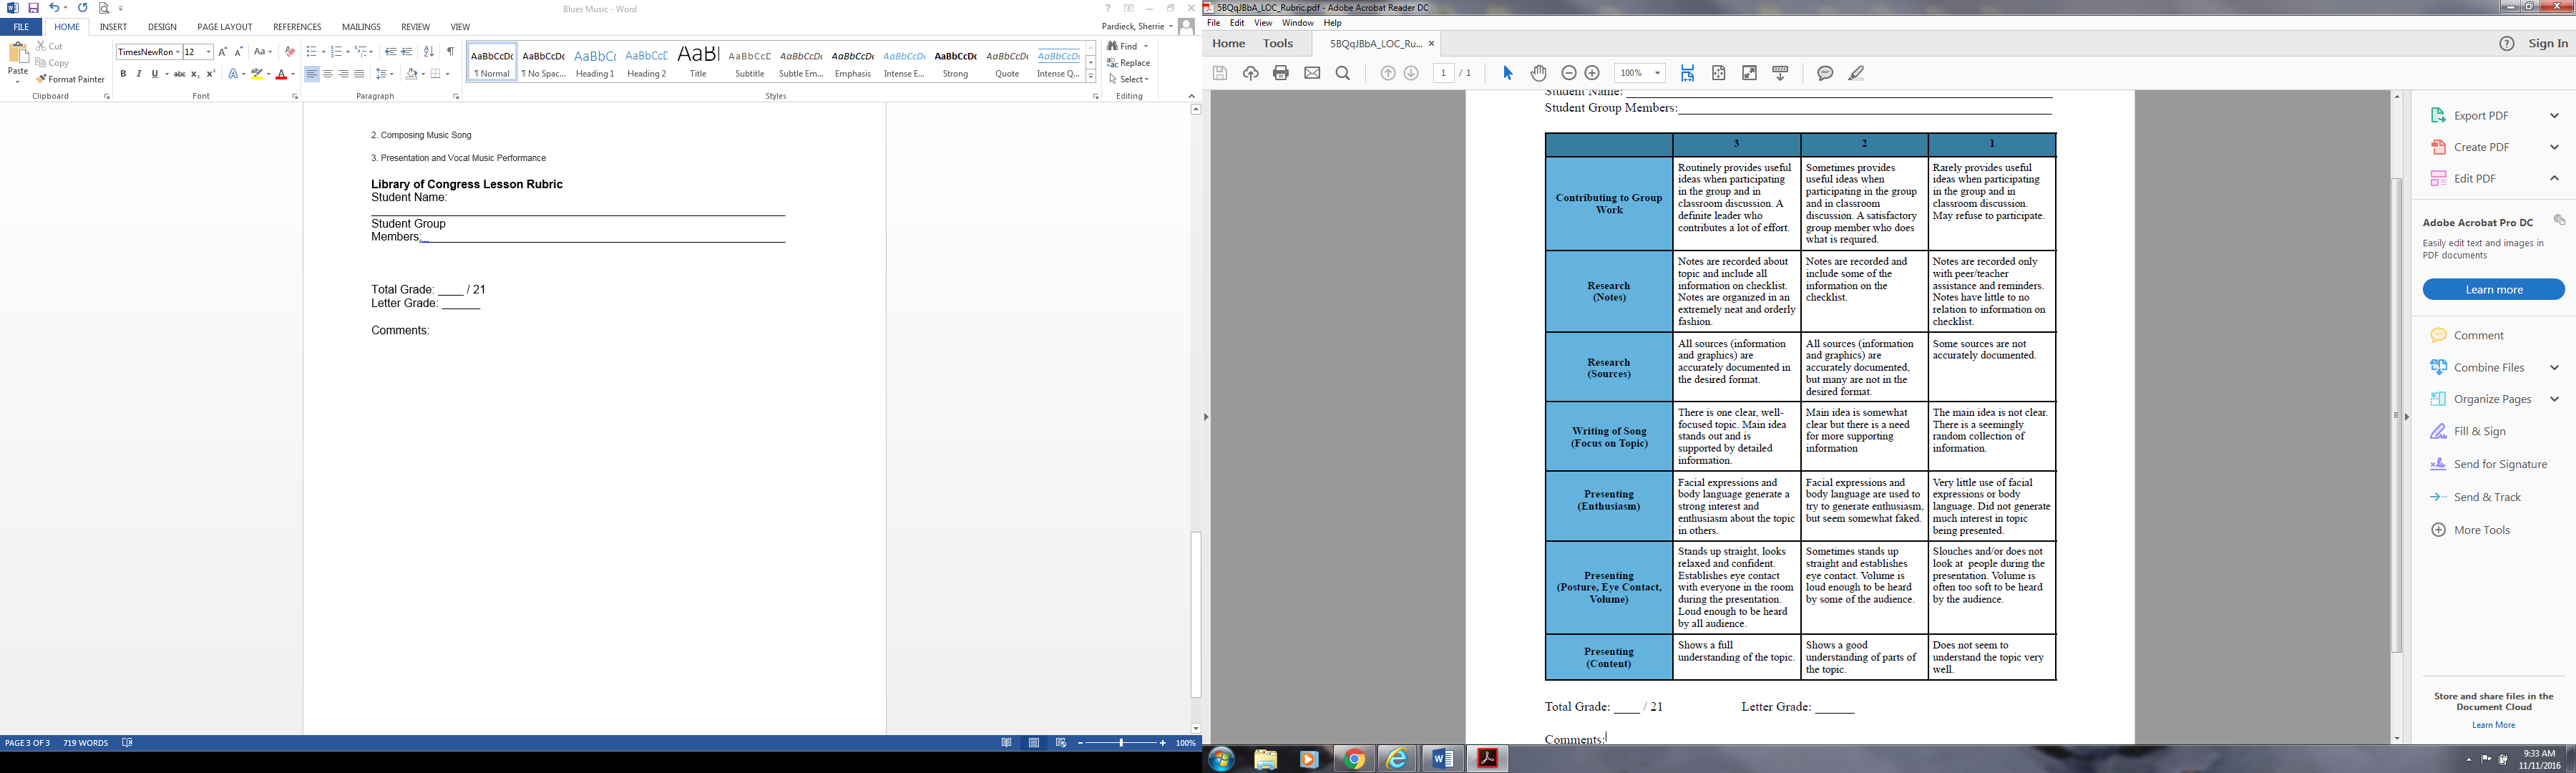 Blues Music - Word
FILE HOME INSERT DESIGN PAGE LAYOUT REFERENCES MAILINGS REVIEW VIEW
Pardieck, Sherrie
Paste
Cut
Copy
Format Painter
Clipboard
TimesNewRon 12
Font
Paragraph
AaBbCcDc AaBbCcDc AaBbCc AaBbCcD AaBl AaBbCcD AaBbCcDc AaBbCcDc AaBbCcDc AaBbCcDc AaBbCcDc AaBbCcDc
¶ Normal ¶ No Spac... Heading 1 Heading 2 Title Subtitle Subtle Em... Emphasis Intense E... Strong Quote Intense Q...
Styles
Find
Replace
Select
Editing
2. Composing Music Song
3. Presentation and Vocal Music Performance
Library of Congress Lesson Rubric
Student Name:
Student Group
Members:
Total Grade: ____ / 21
Letter Grade: ______
Comments:
PAGE 3 OF 3 719 WORDS
100%
5BQqJBbA_LOC_Rubric.pdf - Adobe Acrobat Reader DC
File Edit View Window Help
Home Tools 5BQqJBbA_LOC_Ru... ×
Sign In
1 / 1
100%
Student Name:
Student Group Members:
3 2 1
Contributing to Group
Work
Routinely provides useful
ideas when participating
in the group and in
classroom discussion. A
definite leader who
contributes a lot of effort.
Sometimes provides
useful ideas when
participating in the group
and in classroom
discussion. A satisfactory
group member who does
what is required.
Rarely provides useful
ideas when participating
in the group and in
classroom discussion.
May refuse to participate.
Research
(Notes)
Notes are recorded about
topic and include all
information on checklist.
Notes are organized in an
extremely neat and orderly
fashion.
Notes are recorded and
include some of the
information on the
checklist.
Notes are recorded only
with peer/teacher
assistance and reminders.
Notes have little to no
relation to information on
checklist.
Research
(Sources)
All sources (information
and graphics) are
accurately documented in
the desired format.
All sources (information
and graphics) are
accurately documented,
but many are not in the
desired format.
Some sources are not
accurately documented.
Writing of Song
(Focus on Topic)
There is one clear, well-
focused topic. Main idea
stands out and is
supported by detailed
information.
Main idea is somewhat
clear but there is a need
for more supporting
information
The main idea is not clear.
There is a seemingly
random collection of
information.
Presenting
(Enthusiasm)
Facial expressions and
body language generate a
strong interest and
enthusiasm about the topic
in others.
Facial expressions and
body language are used to
try to generate enthusiasm,
but seem somewhat faked.
Very little use of facial
expressions or body
language. Did not generate
much interest in topic
being presented.
Presenting
(Posture, Eye Contact,
Volume)
Stands up straight, looks
relaxed and confident.
Establishes eye contact
with everyone in the room
during the presentation.
Loud enough to be heard
by all audience.
Sometimes stands up
straight and establishes
eye contact. Volume is
loud enough to be heard
by some of the audience.
Slouches and/or does not
look at people during the
presentation. Volume is
often too soft to be heard
by the audience.
Presenting
(Content)
Shows a full
understanding of the topic.
Shows a good
understanding of parts of
the topic.
Does not seem to
understand the topic very
well.
Total Grade: ____ / 21 Letter Grade: ______
Comments:
Export PDF
Create PDF
Edit PDF
Adobe Acrobat Pro DC
Easily edit text and images in
PDF documents
Learn more
Comment
Combine Files
Organize Pages
Fill & Sign
Send for Signature
Send & Track
More Tools
Store and share files in the
Document Cloud
Learn More
9:33 AM
11/11/2016